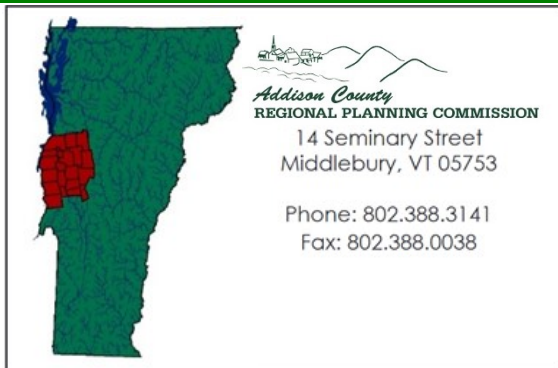 Addison County
REGIONAL PLANNING COMMISSION
14 Seminary Street
Middlebury, VT 05753
Phone: 802.388.3141
Fax: 802.388.0038